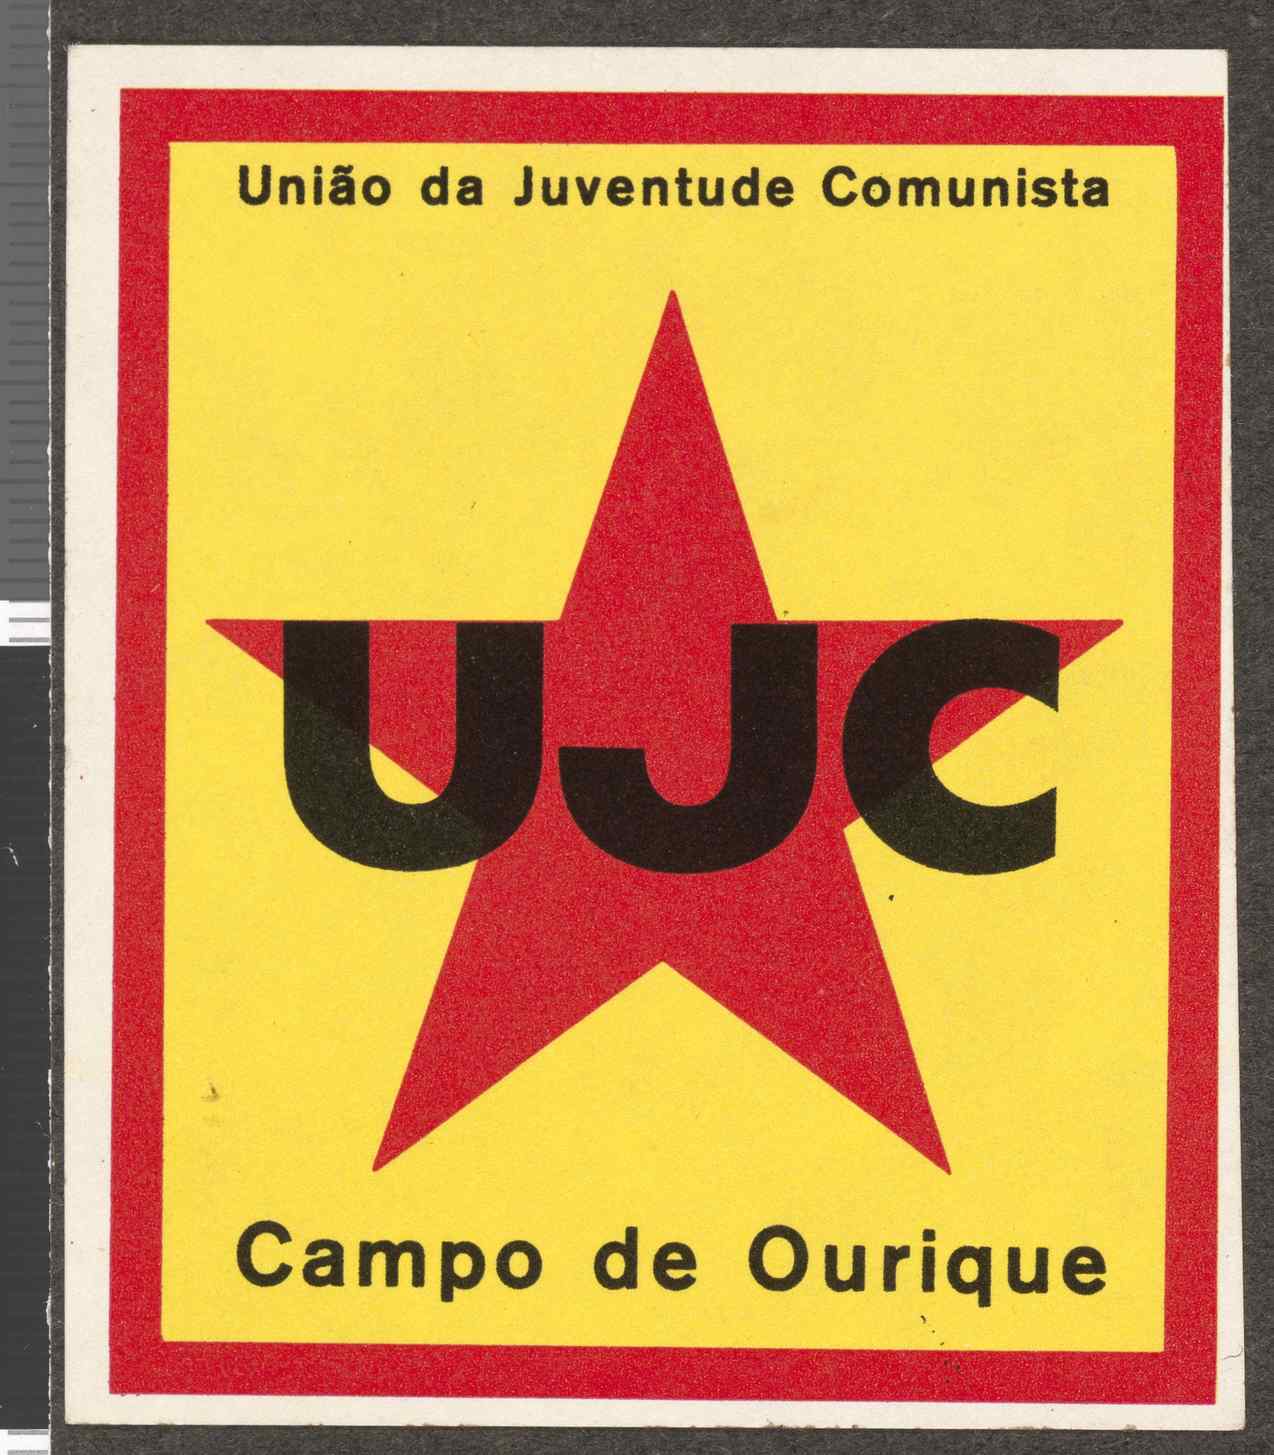 União da Juventude Comunista
UJC
Campo de Ourique